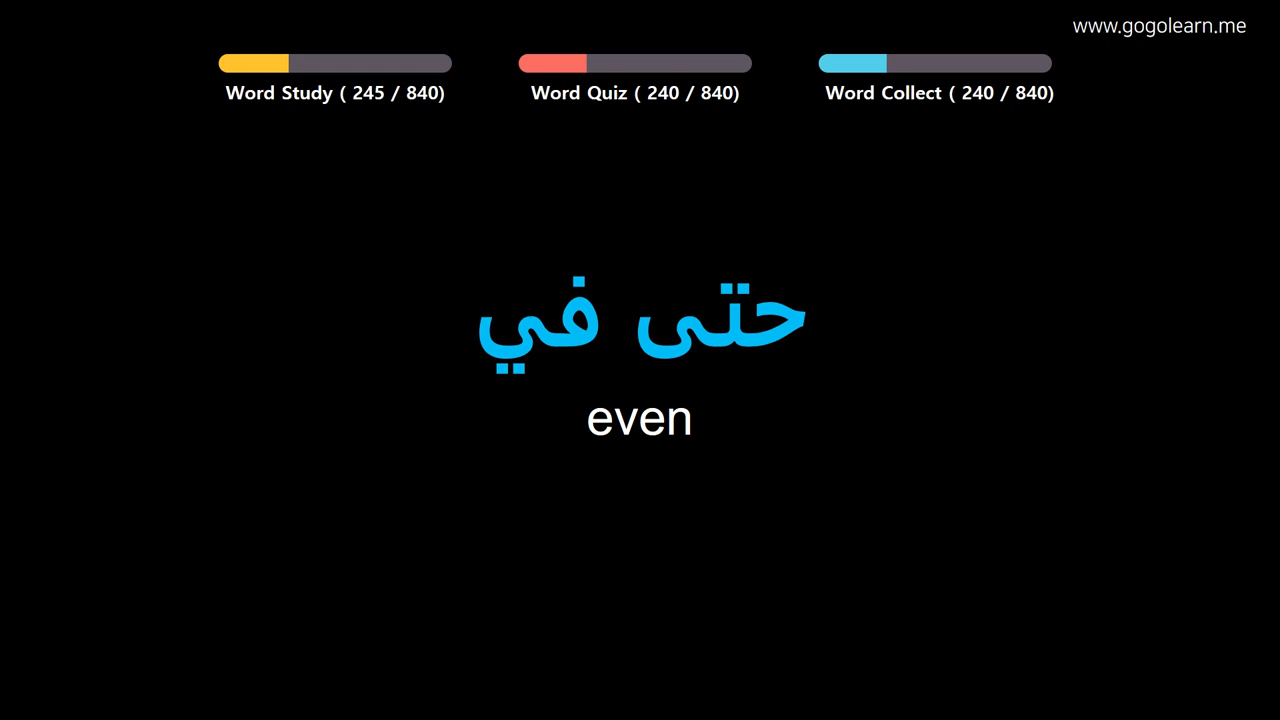 www.gogolearn.me
Word Study ( 245 / 840)
Word Quiz ( 240 / 840)
Word Collect ( 240 / 840)
حتى في
even